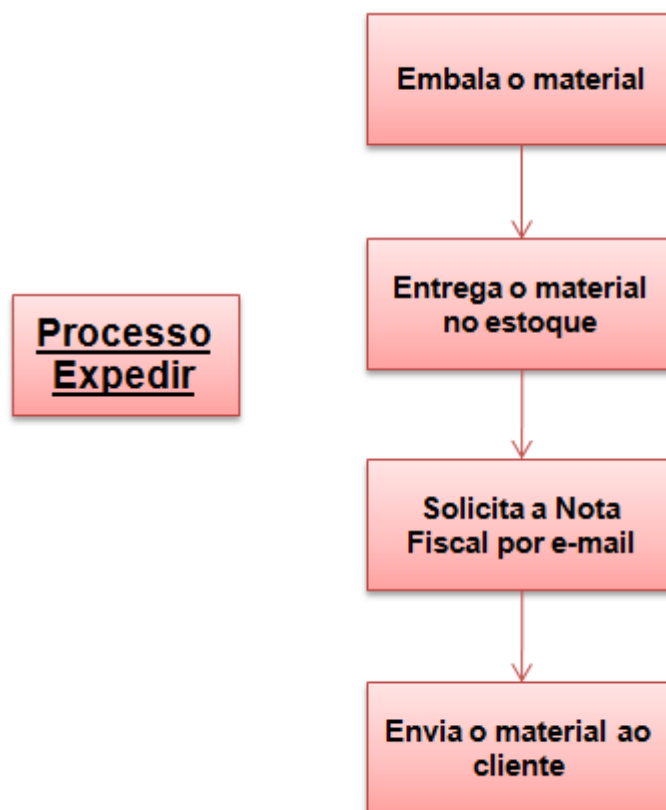 Embala o material
Entrega o material
no estoque
Processo
Expedir
Solicita a Nota
Fiscal por e-mail
Envia o material ao
cliente